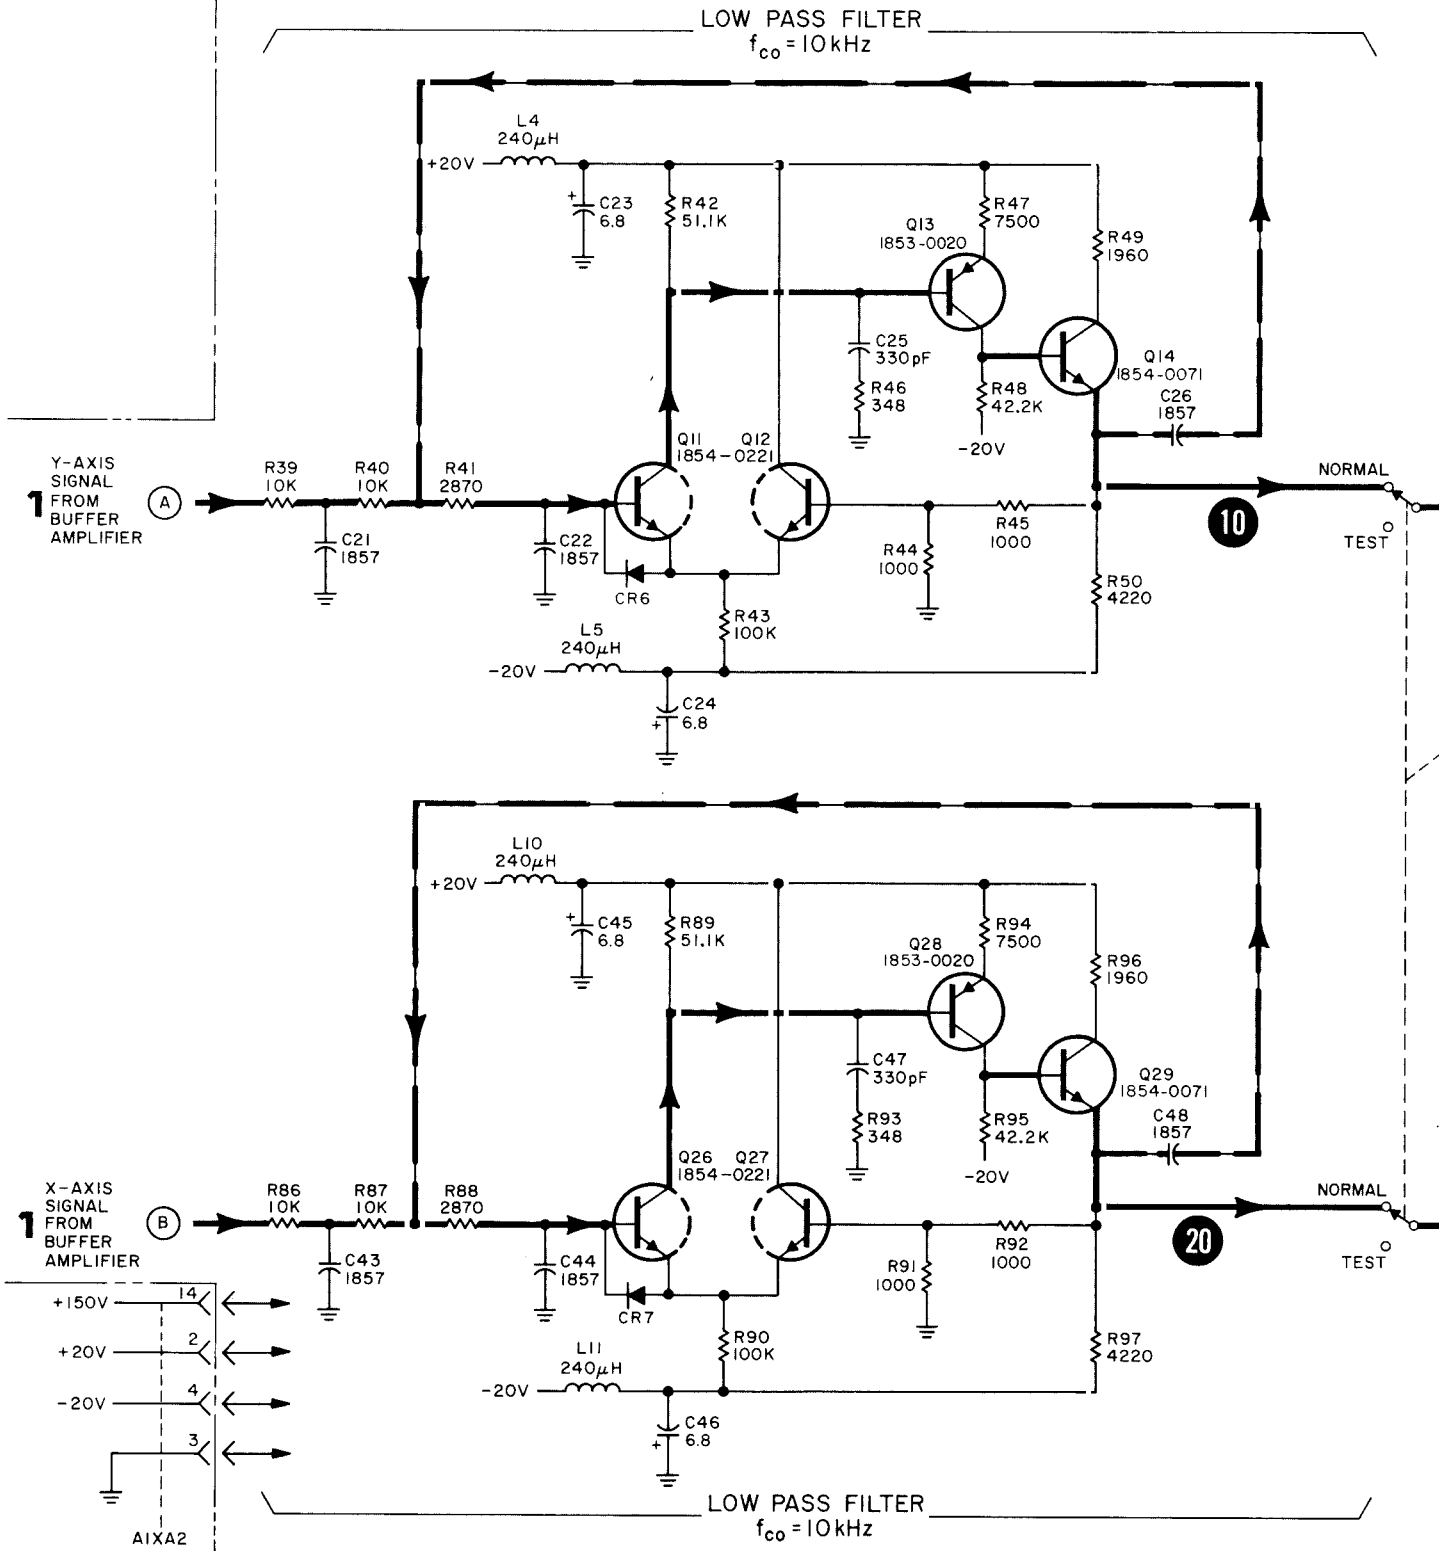 LOW PASS FILTER
fco = 10kHz
L4
240μH
+20V
C23
6.8
+
R42
51.1K
Q13
1853-0020
R47
7500
R49
1960
C25
330pF
R46
348
R48
42.2K
-20V
Q14
1854-0071
C26
1857
Y-AXIS
SIGNAL
FROM
BUFFER
AMPLIFIER
1
A
R39
10K
R40
10K
R41
2870
Q11
Q12
1854-0221
C21
1857
C22
1857
CR6
R43
100K
R44
1000
R45
1000
R50
4220
10
NORMAL
TEST
L5
240μH
-20V
C24
6.8
+
L10
240μH
+20V
C45
6.8
+
R89
51.1K
Q28
1853-0020
R94
7500
R96
1960
C47
330pF
R93
348
R95
42.2K
-20V
Q29
1854-0071
C48
1857
X-AXIS
SIGNAL
FROM
BUFFER
AMPLIFIER
1
B
R86
10K
R87
10K
R88
2870
Q26
Q27
1854-0221
C43
1857
C44
1857
CR7
R90
100K
R91
1000
R92
1000
R97
4220
20
NORMAL
TEST
L11
240μH
-20V
C46
6.8
+
+150V
14
+20V
2
-20V
4
3
A1XA2
LOW PASS FILTER
fco = 10kHz